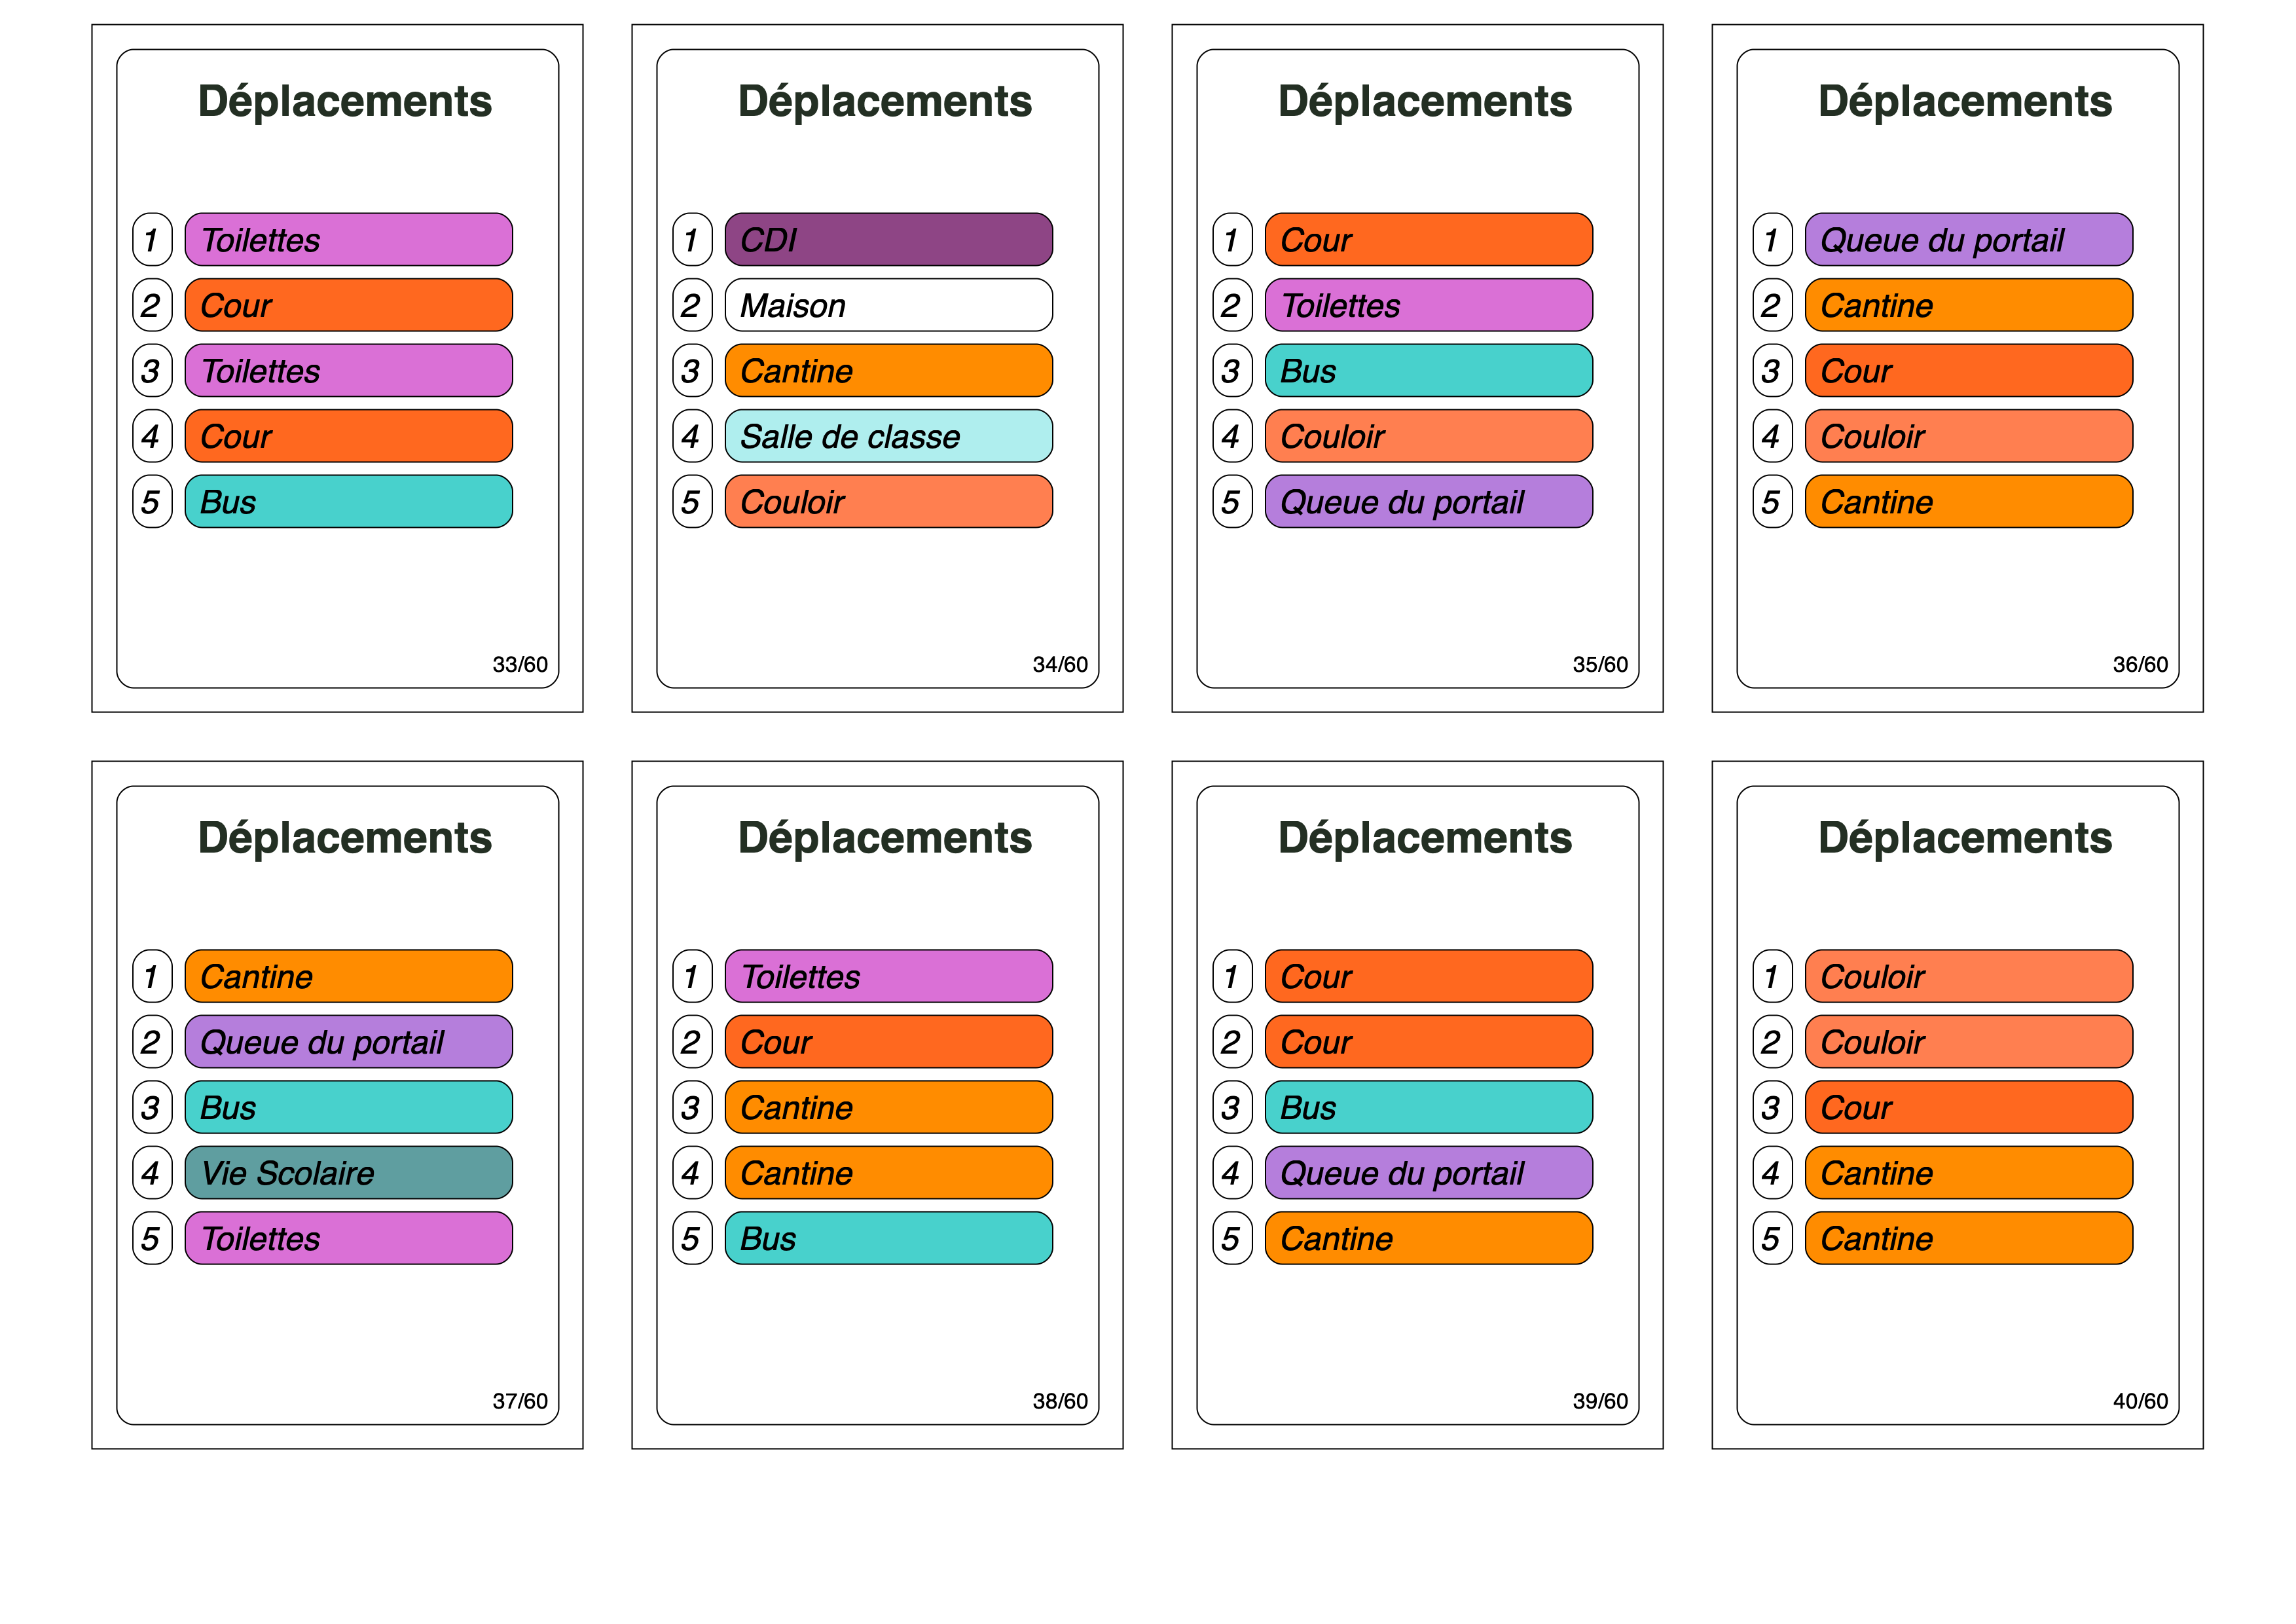 Déplacements
1 Toilettes
2 Cour
3 Toilettes
4 Cour
5 Bus
33/60
Déplacements
1 CDI
2 Maison
3 Cantine
4 Salle de classe
5 Couloir
34/60
Déplacements
1 Cour
2 Toilettes
3 Bus
4 Couloir
5 Queue du portail
35/60
Déplacements
1 Queue du portail
2 Cantine
3 Cour
4 Couloir
5 Cantine
36/60
Déplacements
1 Cantine
2 Queue du portail
3 Bus
4 Vie Scolaire
5 Toilettes
37/60
Déplacements
1 Toilettes
2 Cour
3 Cantine
4 Cantine
5 Bus
38/60
Déplacements
1 Cour
2 Cour
3 Bus
4 Queue du portail
5 Cantine
39/60
Déplacements
1 Couloir
2 Couloir
3 Cour
4 Cantine
5 Cantine
40/60